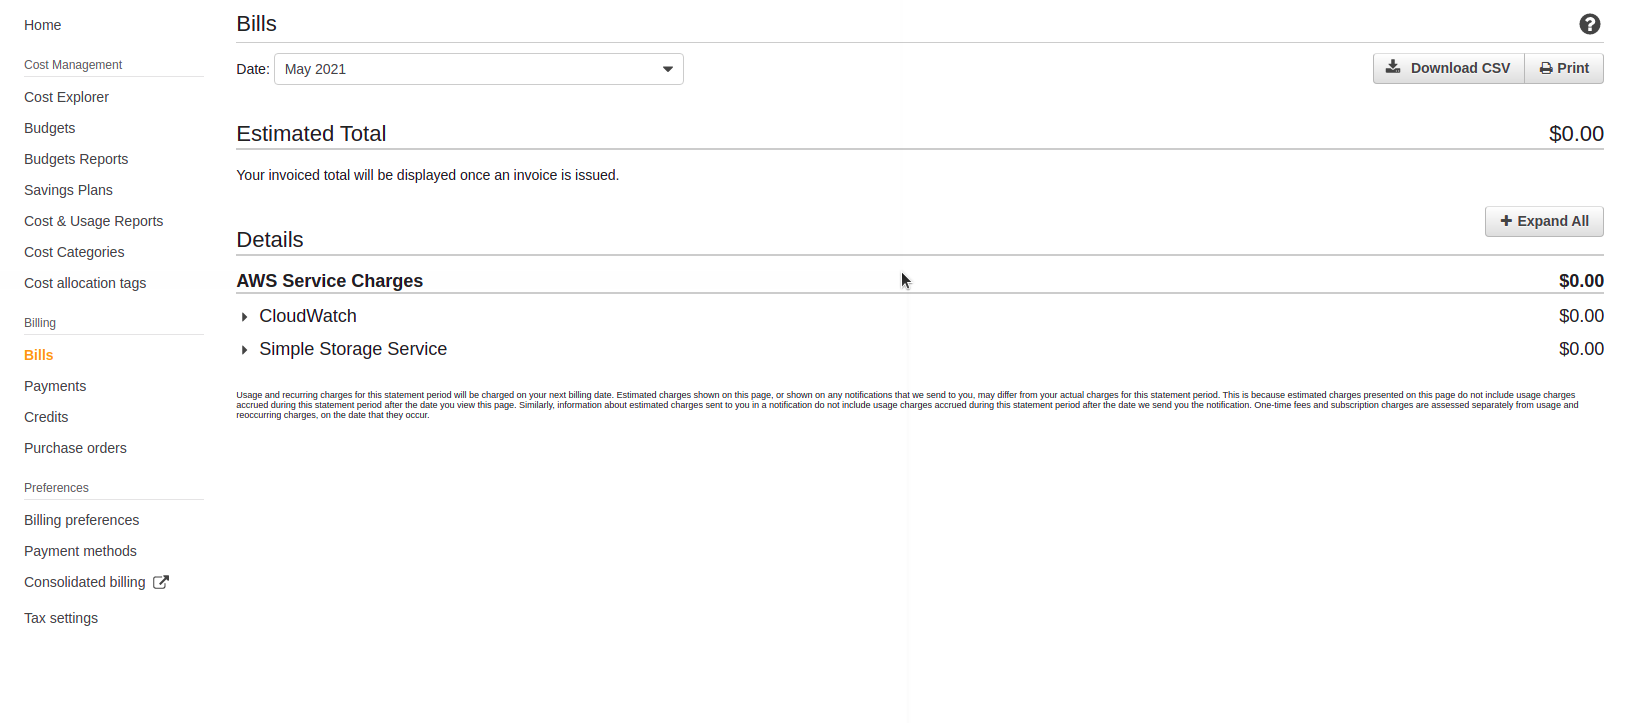 Home
Cost Management
Cost Explorer
Budgets
Budgets Reports
Savings Plans
Cost & Usage Reports
Cost Categories
Cost allocation tags
Billing
Bills
Payments
Credits
Purchase orders
Preferences
Billing preferences
Payment methods
Consolidated billing
Tax settings
Bills
Date: May 2021
Download CSV Print
Estimated Total $0.00
Your invoiced total will be displayed once an invoice is issued.
Expand All
Details
AWS Service Charges $0.00
CloudWatch $0.00
Simple Storage Service $0.00
Usage and recurring charges for this statement period will be charged on your next billing date. Estimated charges shown on this page, or shown on any notifications that we send to you, may differ from your actual charges for this statement period. This is because estimated charges presented on this page do not include usage charges
accrued during this statement period after the date you view this page. Similarly, information about estimated charges sent to you in a notification do not include usage charges accrued during this statement period after the date we send you the notification. One-time fees and subscription charges are assessed separately from usage and
reoccurring charges, on the date that they occur.